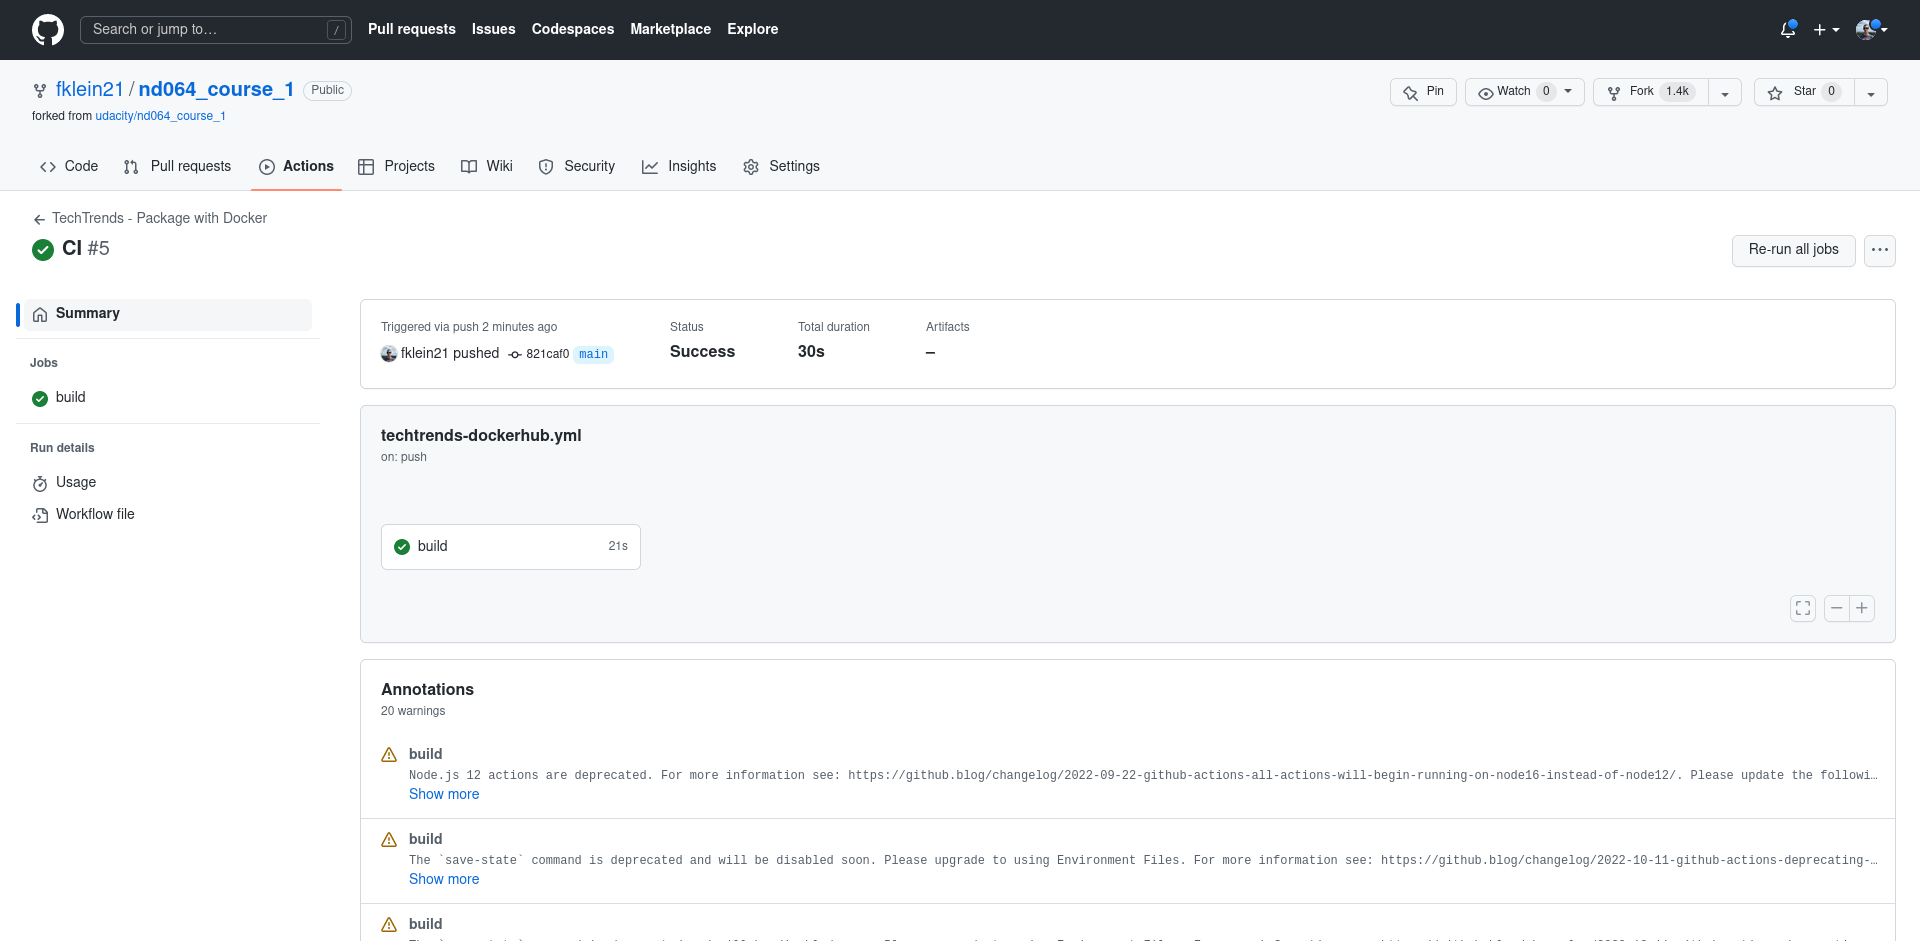 Search or jump to…
/
Pull requests Issues Codespaces Marketplace Explore
fklein21 / nd064_course_1 Public
Pin
Watch 0
Fork 1.4k
Star 0
forked from udacity/nd064_course_1
Code
Pull requests
Actions
Projects
Wiki
Security
Insights
Settings
TechTrends - Package with Docker
CI #5
Re-run all jobs
Summary
Jobs
build
Run details
Usage
Workflow file
Triggered via push 2 minutes ago
fklein21 pushed 821caf0 main
Status
Success
Total duration
30s
Artifacts
–
techtrends-dockerhub.yml
on: push
build 21s
Annotations
20 warnings
build
Node.js 12 actions are deprecated. For more information see: https://github.blog/changelog/2022-09-22-github-actions-all-actions-will-begin-running-on-node16-instead-of-node12/. Please update the followi…
Show more
build
The `save-state` command is deprecated and will be disabled soon. Please upgrade to using Environment Files. For more information see: https://github.blog/changelog/2022-10-11-github-actions-deprecating-…
Show more
build